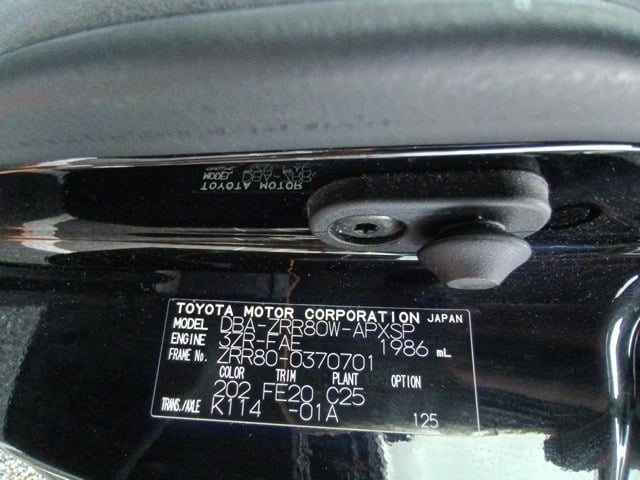 TOYOTA MOTOR CORPORATION JAPAN
MODEL DBA-ZRR80W-APXSP
ENGINE 3ZR-FAE 1986 mL
FRAME No. ZRR80-0370701
COLOR TRIM PLANT OPTION
202 FE20 C25
TRANS./AXLE K114 -01A
125